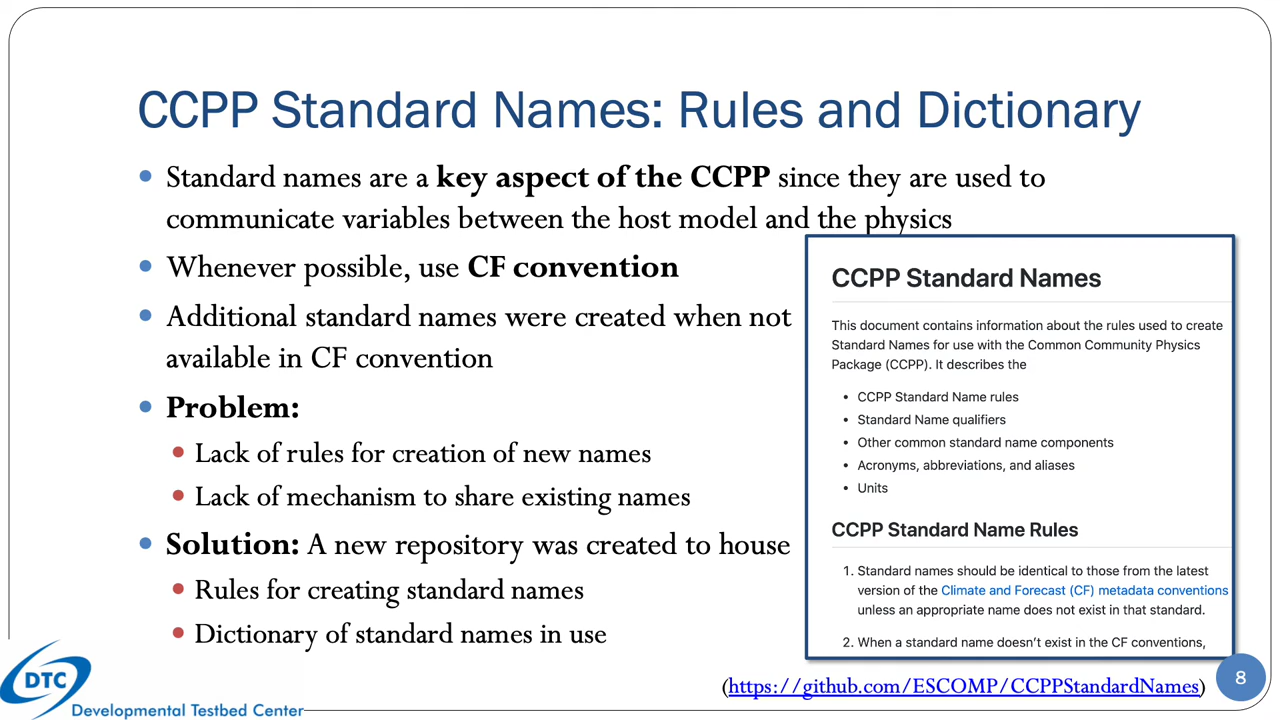 CCPP Standard Names: Rules and Dictionary
Standard names are a key aspect of the CCPP since they are used to
communicate variables between the host model and the physics
Whenever possible, use CF convention
Additional standard names were created when not
available in CF convention
Problem:
Lack of rules for creation of new names
Lack of mechanism to share existing names
Solution: A new repository was created to house
Rules for creating standard names
Dictionary of standard names in use
CCPP Standard Names
This document contains information about the rules used to create
Standard Names for use with the Common Community Physics
Package (CCPP). It describes the
CCPP Standard Name rules
Standard Name qualifiers
Other common standard name components
Acronyms, abbreviations, and aliases
Units
CCPP Standard Name Rules
1. Standard names should be identical to those from the latest
version of the Climate and Forecast (CF) metadata conventions
unless an appropriate name does not exist in that standard.
2. When a standard name doesn't exist in the CF conventions,
(https://github.com/ESCOMP/CCPPStandardNames)
8
DTC
Developmental Testbed Center